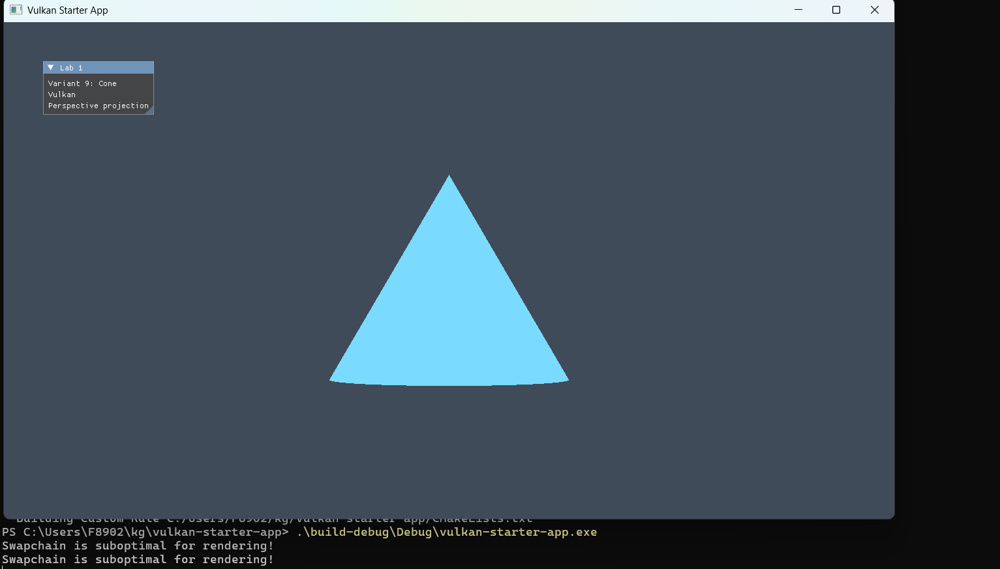 Vulkan Starter App
Lab 1
Variant 9: Cone
Vulkan
Perspective projection
Building Custom Rule C:/Users/F8902/kg/vulkan-starter-app/CMakeLists.txt
PS C:\Users\F8902\kg\vulkan-starter-app> .\build-debug\Debug\vulkan-starter-app.exe
Swapchain is suboptimal for rendering!
Swapchain is suboptimal for rendering!